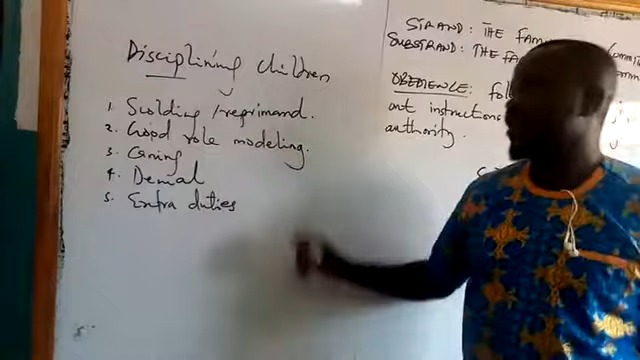 Disciplining children
1. Scolding / reprimand.
2. Good role modeling.
3. Caning
4. Denial
5. Extra duties
STRAND: THE FAM
SUBSTRAND: THE FA
OBEDIENCE:
out instructions
authority.